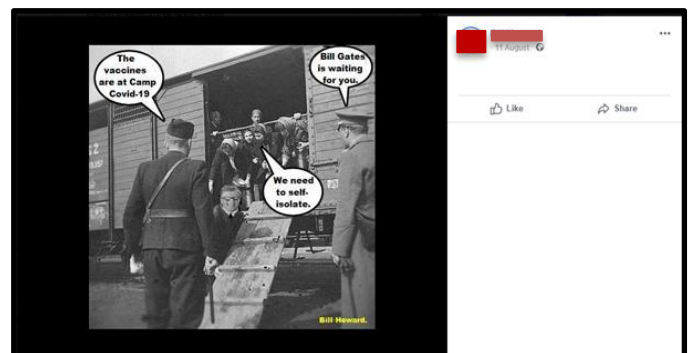 The
vaccines
are at Camp
Covid-19
Bill Gates
is waiting
for you.
We need
to self-
isolate.
Bill Howard.
11 August
Like
Share